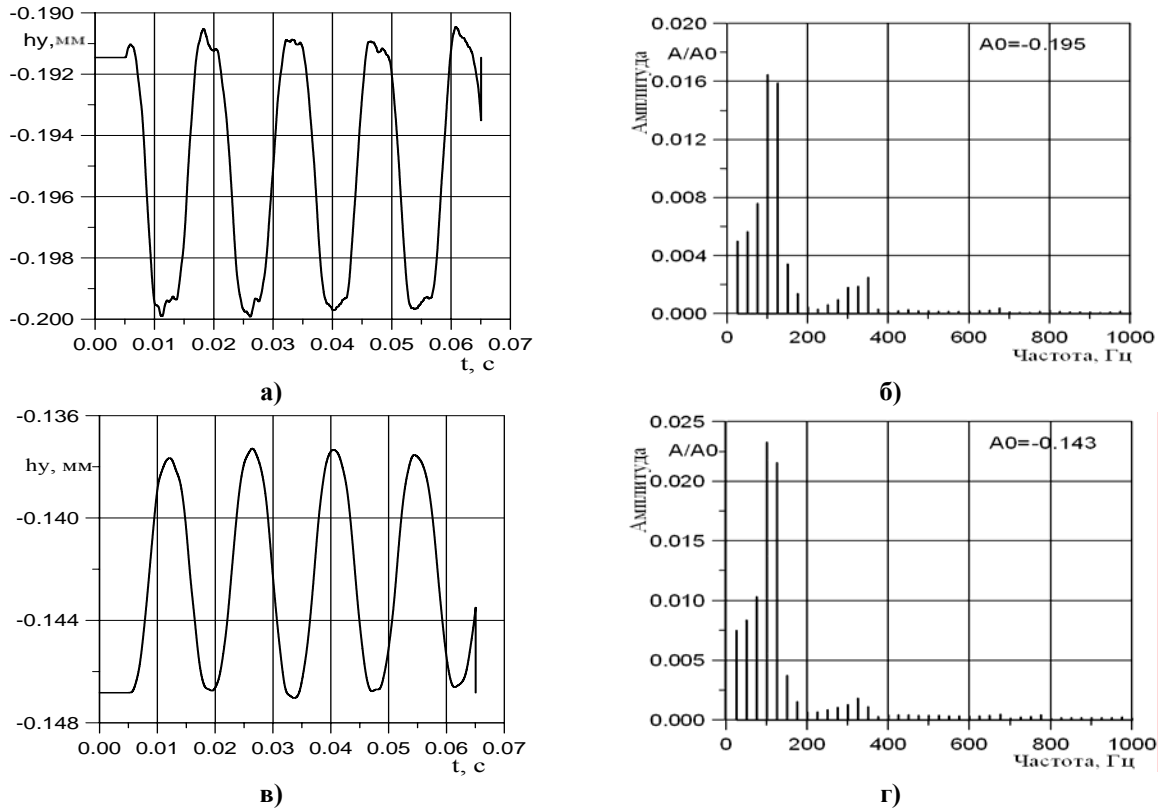 -0.190
hy,мм
-0.192
-0.194
-0.196
-0.198
-0.200
0.00 0.01 0.02 0.03 0.04 0.05 0.06 0.07
t, c
а)
0.020
A/A0
0.016
0.012
0.008
0.004
0.000
Амплитуда
A0=-0.195
0 200 400 600 800 1000
Частота, Гц
б)
-0.136
hy, мм
-0.140
-0.144
-0.148
0.00 0.01 0.02 0.03 0.04 0.05 0.06 0.07
t, c
в)
0.025
A/A0
0.020
0.015
0.010
0.005
0.000
Амплитуда
A0=-0.143
0 200 400 600 800 1000
Частота, Гц
г)